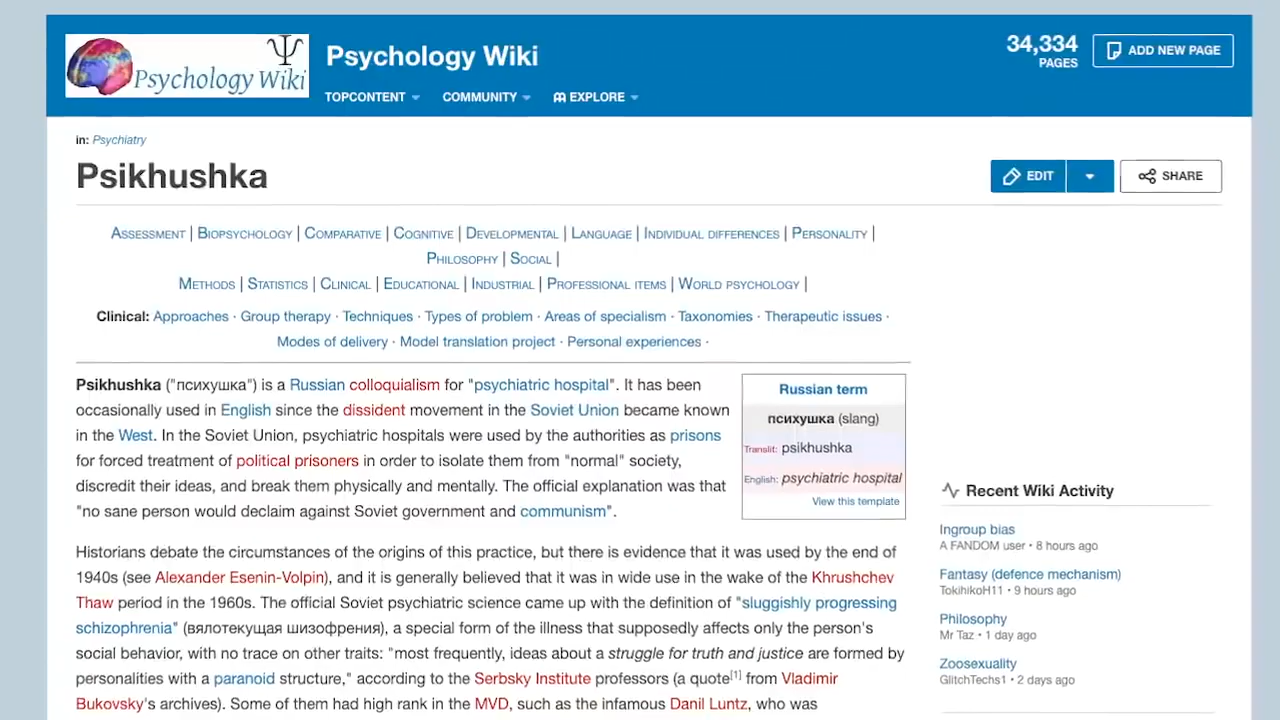 Psychology Wiki
Ψ
Psychology Wiki
34,334
PAGES
ADD NEW PAGE
TOPCONTENT
COMMUNITY
EXPLORE
in: Psychiatry
Psikhushka
EDIT
SHARE
ASSESSMENT | BIOPSYCHOLOGY | COMPARATIVE | COGNITIVE | DEVELOPMENTAL | LANGUAGE | INDIVIDUAL DIFFERENCES | PERSONALITY |
PHILOSOPHY | SOCIAL |
METHODS | STATISTICS | CLINICAL | EDUCATIONAL | INDUSTRIAL | PROFESSIONAL ITEMS | WORLD PSYCHOLOGY |
Clinical: Approaches · Group therapy · Techniques · Types of problem · Areas of specialism · Taxonomies · Therapeutic issues ·
Modes of delivery · Model translation project · Personal experiences ·
Psikhushka ("психушка") is a Russian colloquialism for "psychiatric hospital". It has been
occasionally used in English since the dissident movement in the Soviet Union became known
in the West. In the Soviet Union, psychiatric hospitals were used by the authorities as prisons
for forced treatment of political prisoners in order to isolate them from "normal" society,
discredit their ideas, and break them physically and mentally. The official explanation was that
"no sane person would declaim against Soviet government and communism".
Russian term
психушка (slang)
Translit: psikhushka
English: psychiatric hospital
View this template
Historians debate the circumstances of the origins of this practice, but there is evidence that it was used by the end of
1940s (see Alexander Esenin-Volpin), and it is generally believed that it was in wide use in the wake of the Khrushchev
Thaw period in the 1960s. The official Soviet psychiatric science came up with the definition of "sluggishly progressing
schizophrenia" (вялотекущая шизофрения), a special form of the illness that supposedly affects only the person's
social behavior, with no trace on other traits: "most frequently, ideas about a struggle for truth and justice are formed by
personalities with a paranoid structure," according to the Serbsky Institute professors (a quote[1] from Vladimir
Bukovsky's archives). Some of them had high rank in the MVD, such as the infamous Danil Luntz, who was
Recent Wiki Activity
Ingroup bias
A FANDOM user • 8 hours ago
Fantasy (defence mechanism)
TokihikoH11 • 9 hours ago
Philosophy
Mr Taz • 1 day ago
Zoosexuality
GlitchTechs1 • 2 days ago